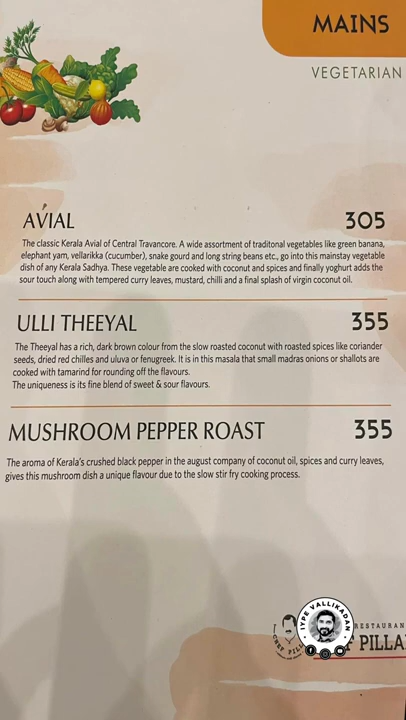 MAINS
VEGETARIAN
AVIAL 305
The classic Kerala Avial of Central Travancore. A wide assortment of traditonal vegetables like green banana,
elephant yam, vellarikka (cucumber), snake gourd and long string beans etc., go into this mainstay vegetable
dish of any Kerala Sadhya. These vegetable are cooked with coconut and spices and finally yoghurt adds the
sour touch along with tempered curry leaves, mustard, chilli and a final splash of virgin coconut oil.
ULLI THEEYAL 355
The Theeyal has a rich, dark brown colour from the slow roasted coconut with roasted spices like coriander
seeds, dried red chilles and uluva or fenugreek. It is in this masala that small madras onions or shallots are
cooked with tamarind for rounding off the flavours.
The uniqueness is its fine blend of sweet & sour flavours.
MUSHROOM PEPPER ROAST 355
The aroma of Kerala's crushed black pepper in the august company of coconut oil, spices and curry leaves,
gives this mushroom dish a unique flavour due to the slow stir fry cooking process.
IYPE VALLIKADAN
RESTAURAN
PILLA
CHEF PIL